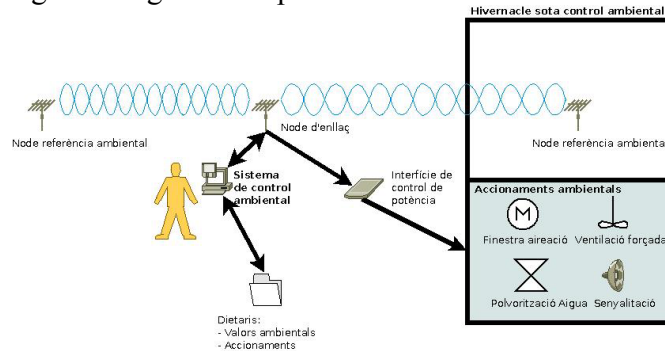 Hivernacle sota control ambiental
Node referència ambiental
Node d'enllaç
Node referència ambienta
Sistema
de control
ambiental
Interfície de
control de
potència
Accionaments ambientals
M
Finestra aireació
Ventilació forçada
Polvorització Aigua
Senyalització
Dietaris:
- Valors ambientals
- Accionaments